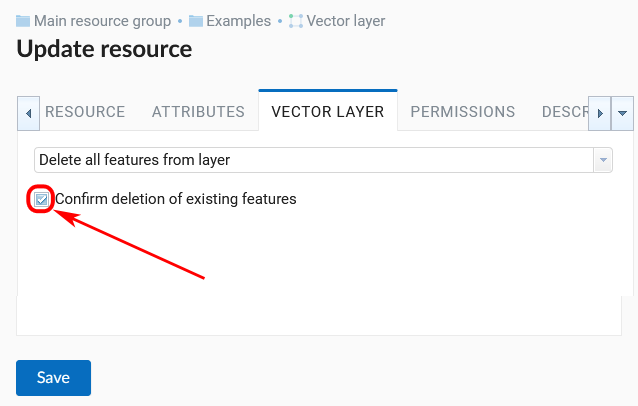 Main resource group • Examples • Vector layer
Update resource
RESOURCE ATTRIBUTES VECTOR LAYER PERMISSIONS DESCR
Delete all features from layer
Confirm deletion of existing features
Save